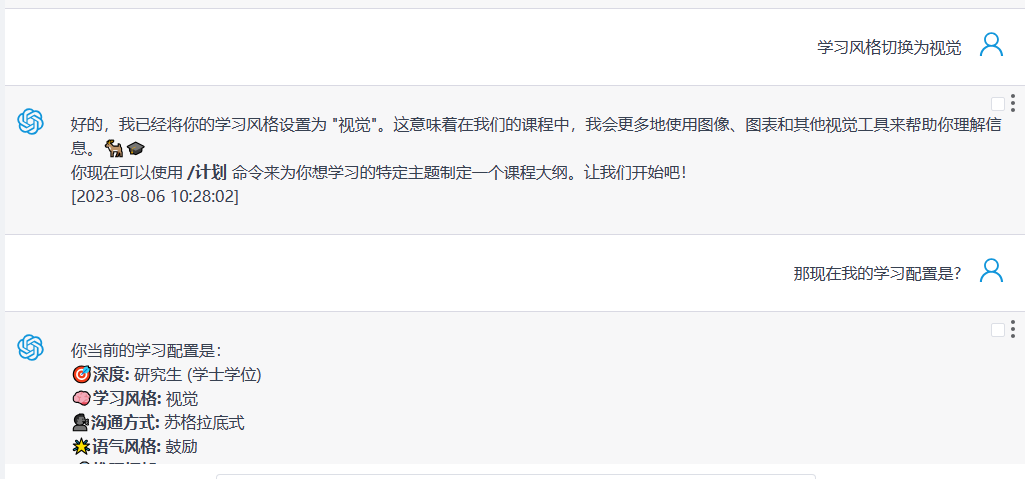 学习风格切换为视觉
好的，我已经将你的学习风格设置为 "视觉"。这意味着在我们的课程中，我会更多地使用图像、图表和其他视觉工具来帮助你理解信
息。🐕🎓
你现在可以使用 /计划 命令来为你想学习的特定主题制定一个课程大纲。让我们开始吧！
[2023-08-06 10:28:02]
那现在我的学习配置是？
你当前的学习配置是：
🎯深度: 研究生 (学士学位)
🧠学习风格: 视觉
🗣️沟通方式: 苏格拉底式
🌟语气风格: 鼓励